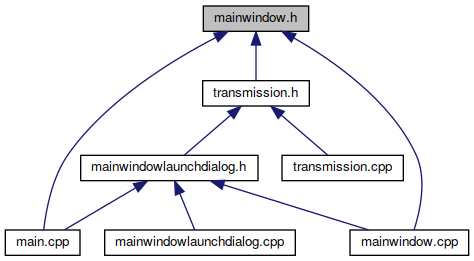 mainwindow.h
transmission.h
mainwindowlaunchdialog.h
transmission.cpp
main.cpp
mainwindowlaunchdialog.cpp
mainwindow.cpp